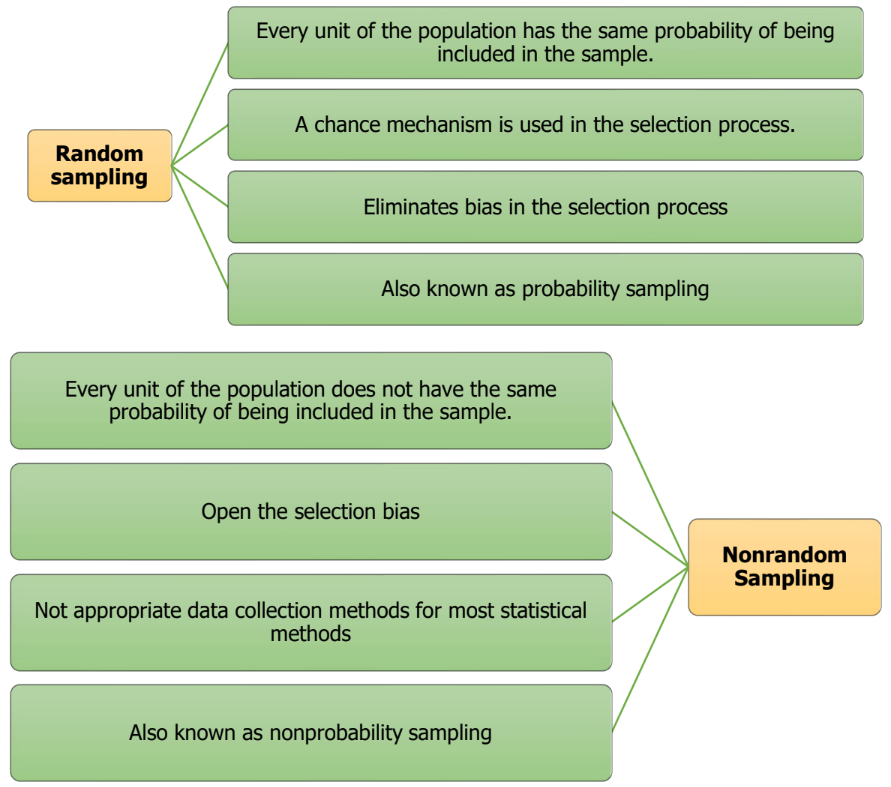 Random
sampling
Every unit of the population has the same probability of being
included in the sample.
A chance mechanism is used in the selection process.
Eliminates bias in the selection process
Also known as probability sampling
Every unit of the population does not have the same
probability of being included in the sample.
Open the selection bias
Not appropriate data collection methods for most statistical
methods
Also known as nonprobability sampling
Nonrandom
Sampling